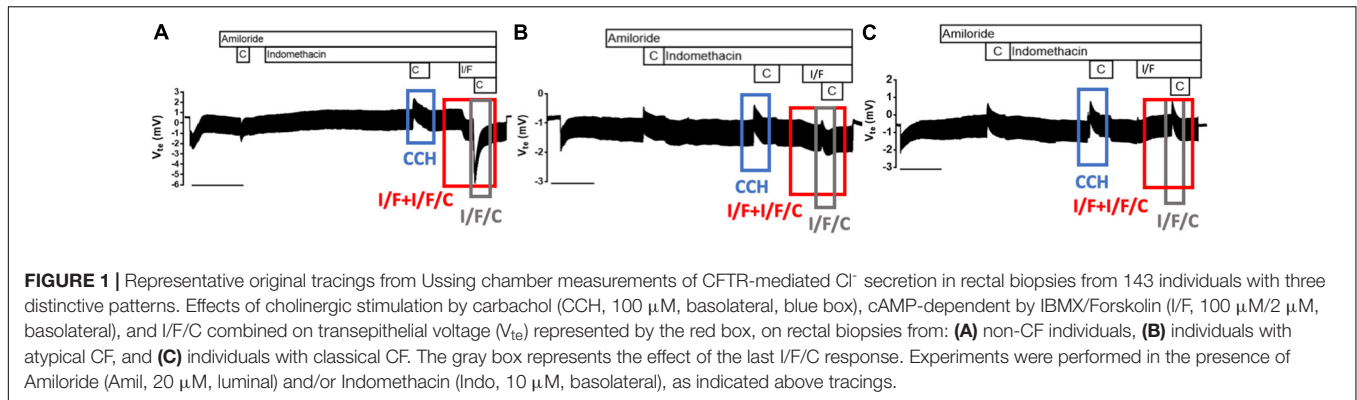 A
Amiloride
C
Indomethacin
C
I/F
C
3
2
1
0
-1
-2
-3
-4
-5
-6
Vte (mV)
CCH
I/F+I/F/C
I/F/C
B
Amiloride
C Indomethacin
C
I/F
C
0
-1
-2
-3
Vte (mV)
CCH
I/F+I/F/C
I/F/C
C
Amiloride
C Indomethacin
C
I/F
C
2
1
0
-1
-2
-3
Vte (mV)
CCH
I/F+I/F/C
I/F/C
FIGURE 1 | Representative original tracings from Ussing chamber measurements of CFTR-mediated Cl⁻ secretion in rectal biopsies from 143 individuals with three
distinctive patterns. Effects of cholinergic stimulation by carbachol (CCH, 100 μM, basolateral, blue box), cAMP-dependent by IBMX/Forskolin (I/F, 100 μM/2 μM,
basolateral), and I/F/C combined on transepithelial voltage (Vte) represented by the red box, on rectal biopsies from: (A) non-CF individuals, (B) individuals with
atypical CF, and (C) individuals with classical CF. The gray box represents the effect of the last I/F/C response. Experiments were performed in the presence of
Amiloride (Amil, 20 μM, luminal) and/or Indomethacin (Indo, 10 μM, basolateral), as indicated above tracings.